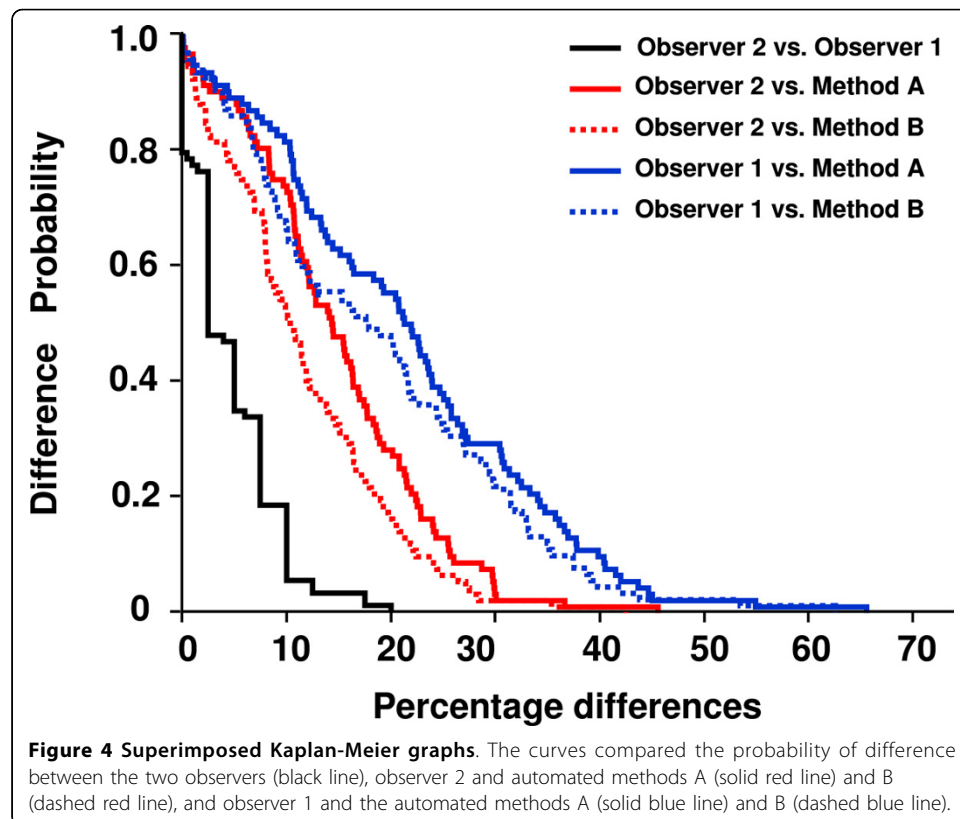 1.0
0.8
0.6
0.4
0.2
0
Difference Probability
Observer 2 vs. Observer 1
Observer 2 vs. Method A
Observer 2 vs. Method B
Observer 1 vs. Method A
Observer 1 vs. Method B
0 10 20 30 40 50 60 70
Percentage differences
Figure 4 Superimposed Kaplan-Meier graphs. The curves compared the probability of difference
between the two observers (black line), observer 2 and automated methods A (solid red line) and B
(dashed red line), and observer 1 and the automated methods A (solid blue line) and B (dashed blue line).